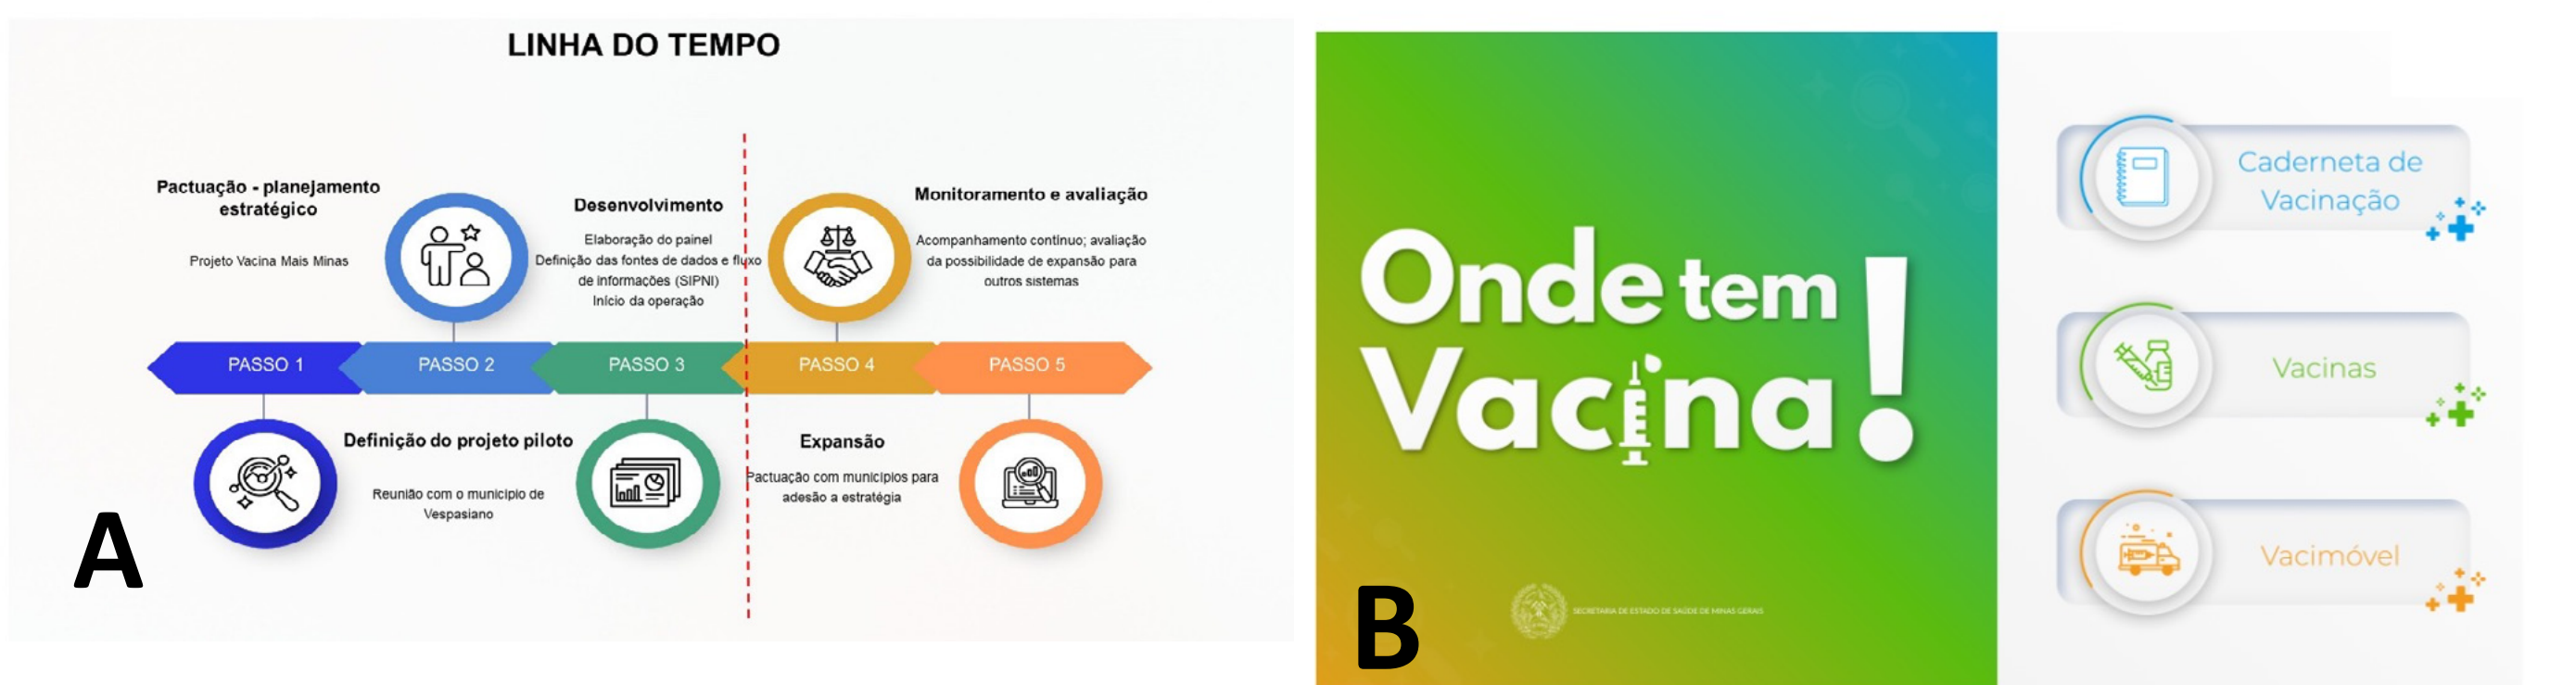 LINHA DO TEMPO
Pactuação - planejamento
estratégico
Projeto Vacina Mais Minas
Desenvolvimento
Elaboração do painel
Definição das fontes de dados e fluxo
de informações (SIPNI)
Início da operação
Monitoramento e avaliação
Acompanhamento continuo; avaliação
da possibilidade de expansão para
outros sistemas
PASSO 1
PASSO 2
PASSO 3
PASSO 4
PASSO 5
Definição do projeto piloto
Reunião com o municipio de
Vespasiano
Expansão
Pactuação com municipios para
adesão a estratégia
A
Onde tem
Vacina!
SECRETARIA DE ESTADO DE SAÚDE DE MINAS GERAIS
B
Caderneta de
Vacinação
Vacinas
Vacimóvel